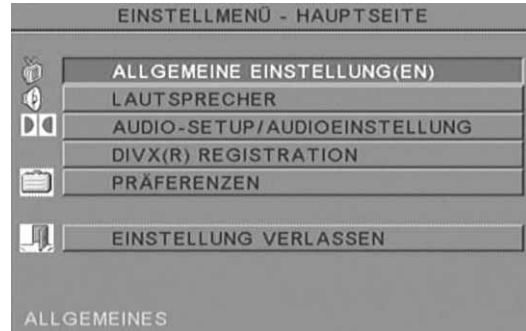 EINSTELLMENÜ - HAUPTSEITE
ALLGEMEINE EINSTELLUNG(EN)
LAUTSPRECHER
AUDIO-SETUP/AUDIOEINSTELLUNG
DIVX(R) REGISTRATION
PRÄFERENZEN
EINSTELLUNG VERLASSEN
ALLGEMEINES